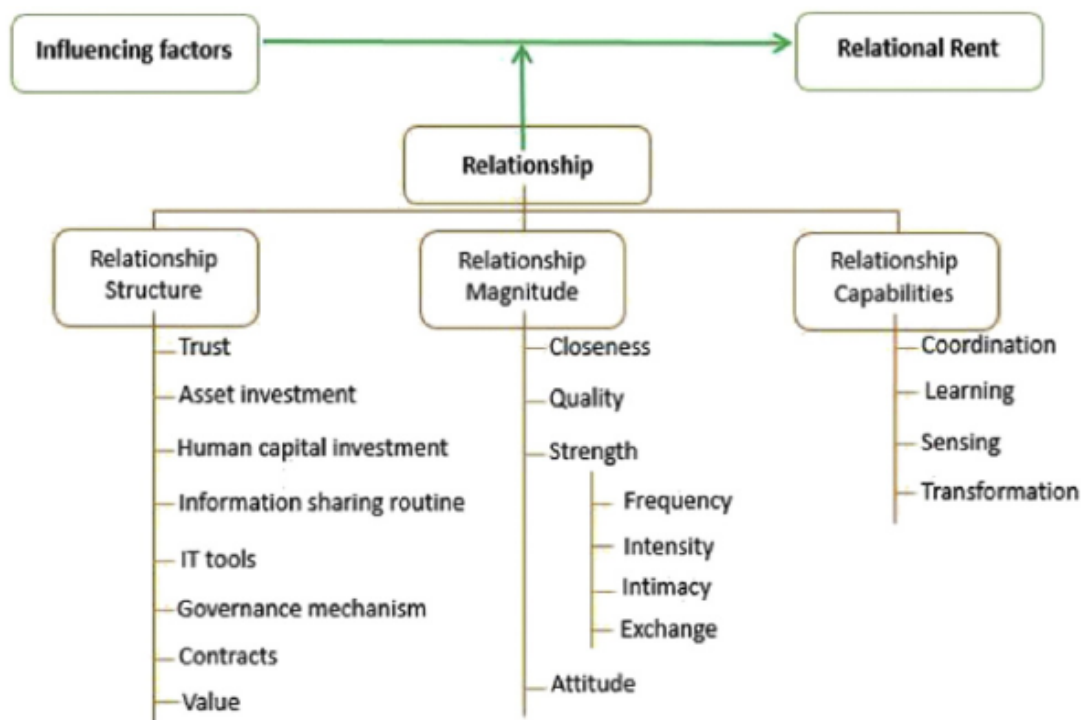 Influencing factors
Relational Rent
Relationship
Relationship
Structure
Trust
Asset investment
Human capital investment
Information sharing routine
IT tools
Governance mechanism
Contracts
Value
Relationship
Magnitude
Closeness
Quality
Strength
Frequency
Intensity
Intimacy
Exchange
Attitude
Relationship
Capabilities
Coordination
Learning
Sensing
Transformation